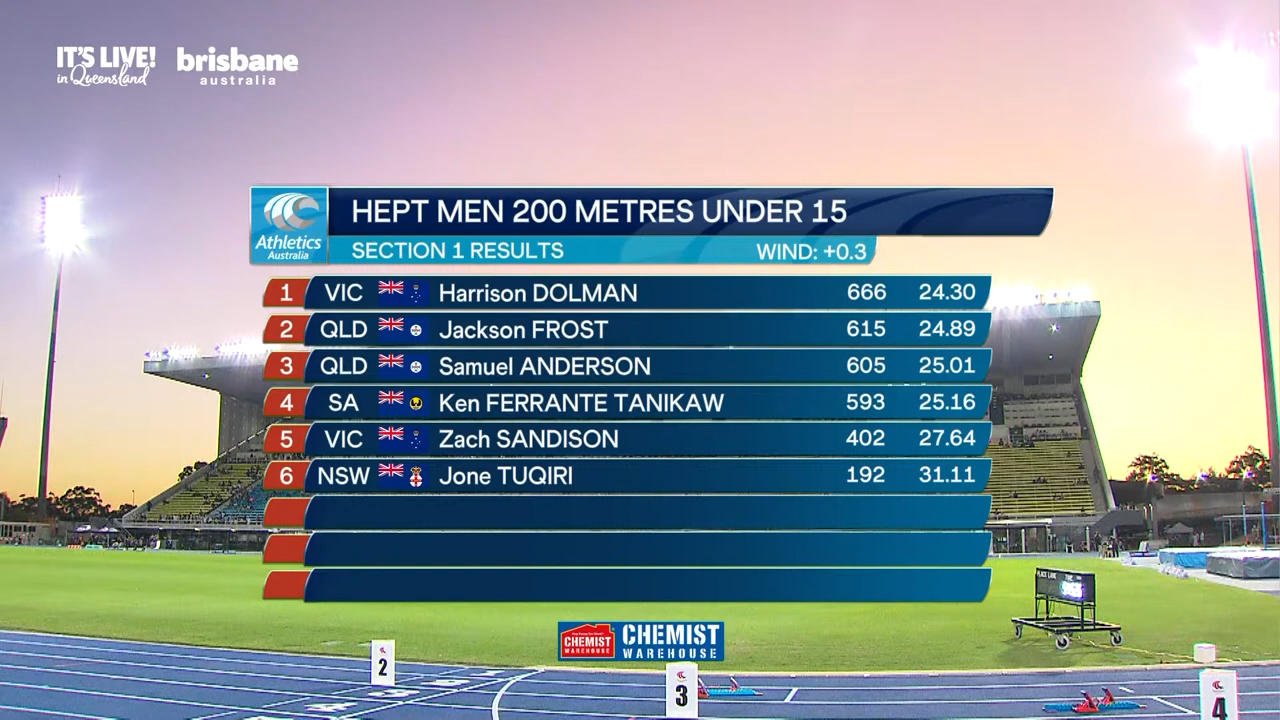 IT'S LIVE!
in Queensland
brisbane
australia
Athletics
Australia
HEPT MEN 200 METRES UNDER 15
SECTION 1 RESULTS WIND: +0.3
1 VIC Harrison DOLMAN 666 24.30
2 QLD Jackson FROST 615 24.89
3 QLD Samuel ANDERSON 605 25.01
4 SA Ken FERRANTE TANIKAW 593 25.16
5 VIC Zach SANDISON 402 27.64
6 NSW Jone TUQIRI 192 31.11
PLACE LANE
CHEMIST
WAREHOUSE
CHEMIST
WAREHOUSE
2
3
4